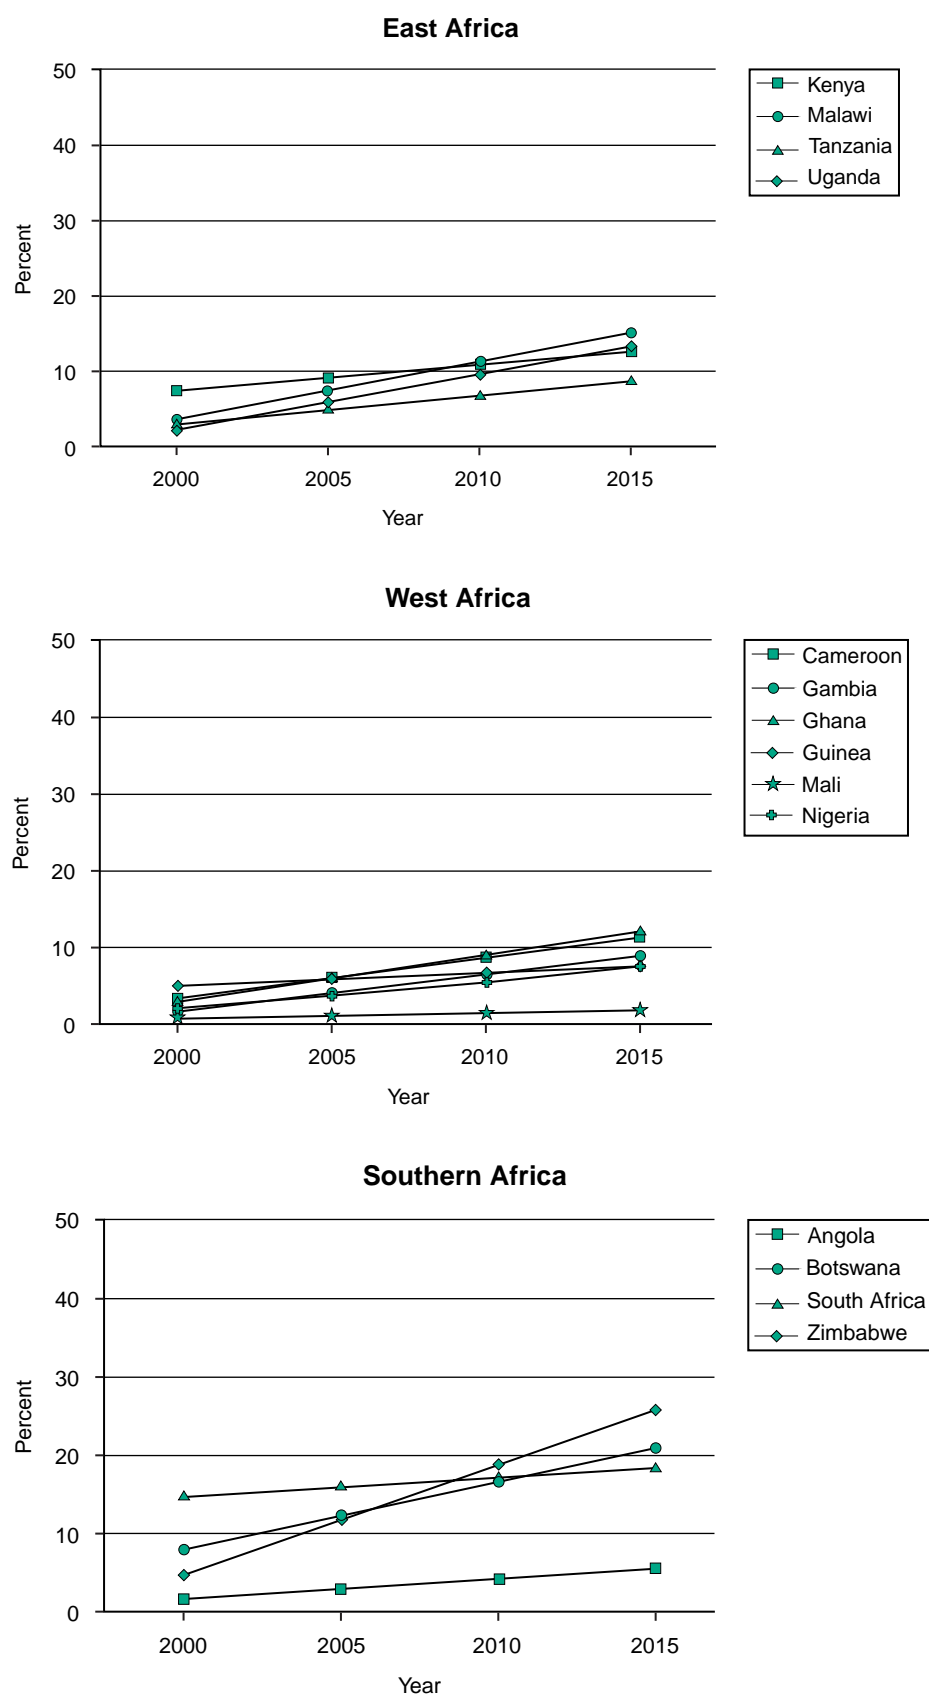 East Africa
50
40
30
20
10
0
Percent
2000 2005 2010 2015
Year
Kenya
Malawi
Tanzania
Uganda
West Africa
50
40
30
20
10
0
Percent
2000 2005 2010 2015
Year
Cameroon
Gambia
Ghana
Guinea
Mali
Nigeria
Southern Africa
50
40
30
20
10
0
Percent
2000 2005 2010 2015
Year
Angola
Botswana
South Africa
Zimbabwe